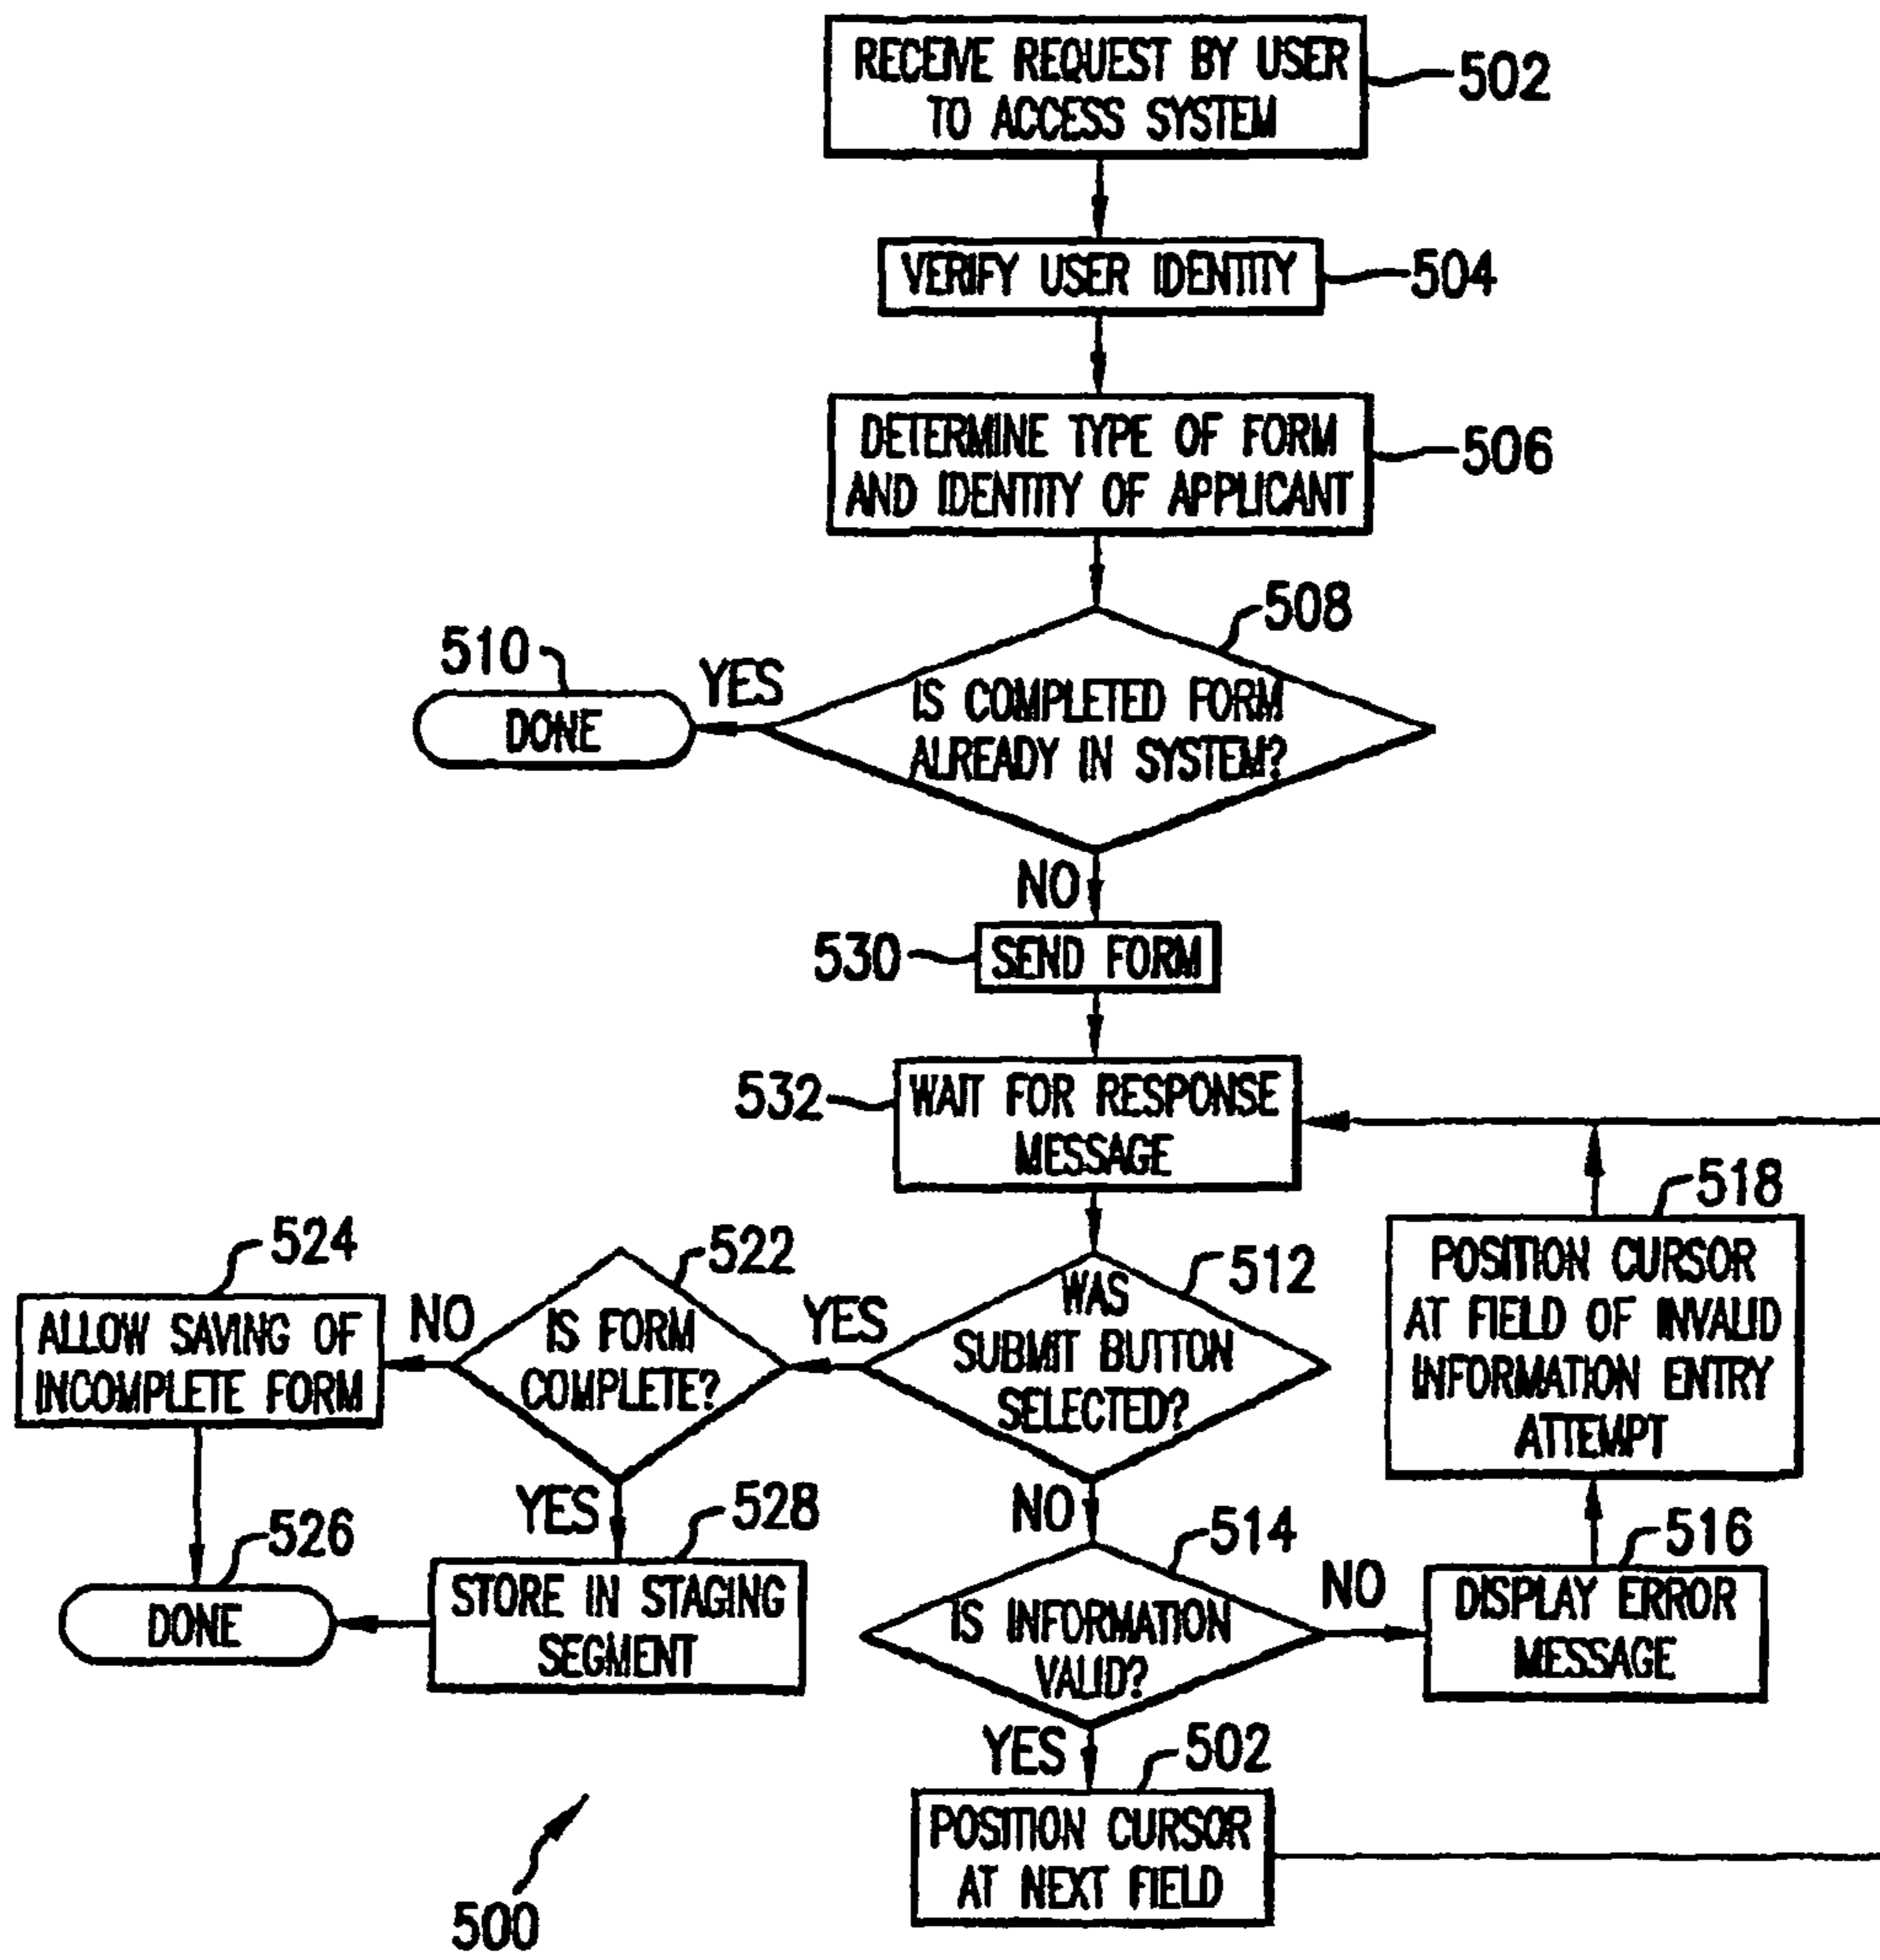 RECEIVE REQUEST BY USER
TO ACCESS SYSTEM
502
VERIFY USER IDENTITY
504
DETERMINE TYPE OF FORM
AND IDENTITY OF APPLICANT
506
508
510
YES
DONE
IS COMPLETED FORM
ALREADY IN SYSTEM?
NO
530
SEND FORM
532
WAIT FOR RESPONSE
MESSAGE
518
POSITION CURSOR
AT FIELD OF INVALID
INFORMATION ENTRY
ATTEMPT
524
522
512
ALLOW SAVING OF
INCOMPLETE FORM
NO
IS FORM
COMPLETE?
YES
WAS
SUBMIT BUTTON
SELECTED?
YES
528
NO
514
516
526
DONE
STORE IN STAGING
SEGMENT
IS INFORMATION
VALID?
NO
DISPLAY ERROR
MESSAGE
YES
502
POSITION CURSOR
AT NEXT FIELD
500